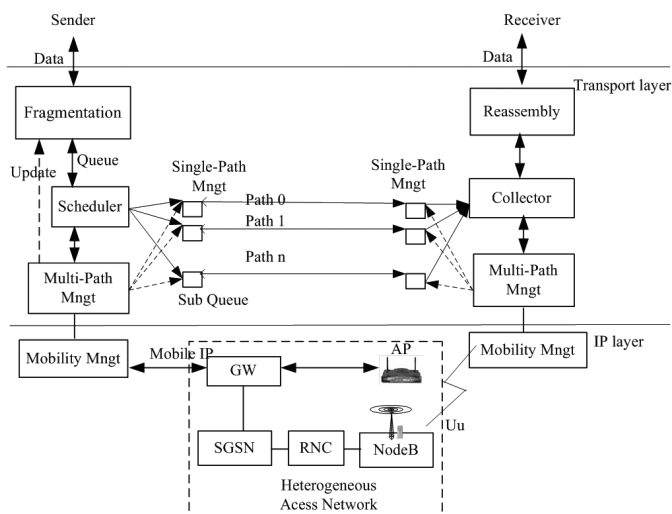 Sender
Receiver
Data
Data
Transport layer
Fragmentation
Reassembly
Update
Queue
Single-Path
Mngt
Single-Path
Mngt
Scheduler
Path 0
Collector
Path 1
Multi-Path
Mngt
Path n
Multi-Path
Mngt
Sub Queue
Mobility Mngt
Mobile IP
AP
Mobility Mngt
IP layer
GW
Uu
SGSN
RNC
NodeB
Heterogeneous
Acess Network